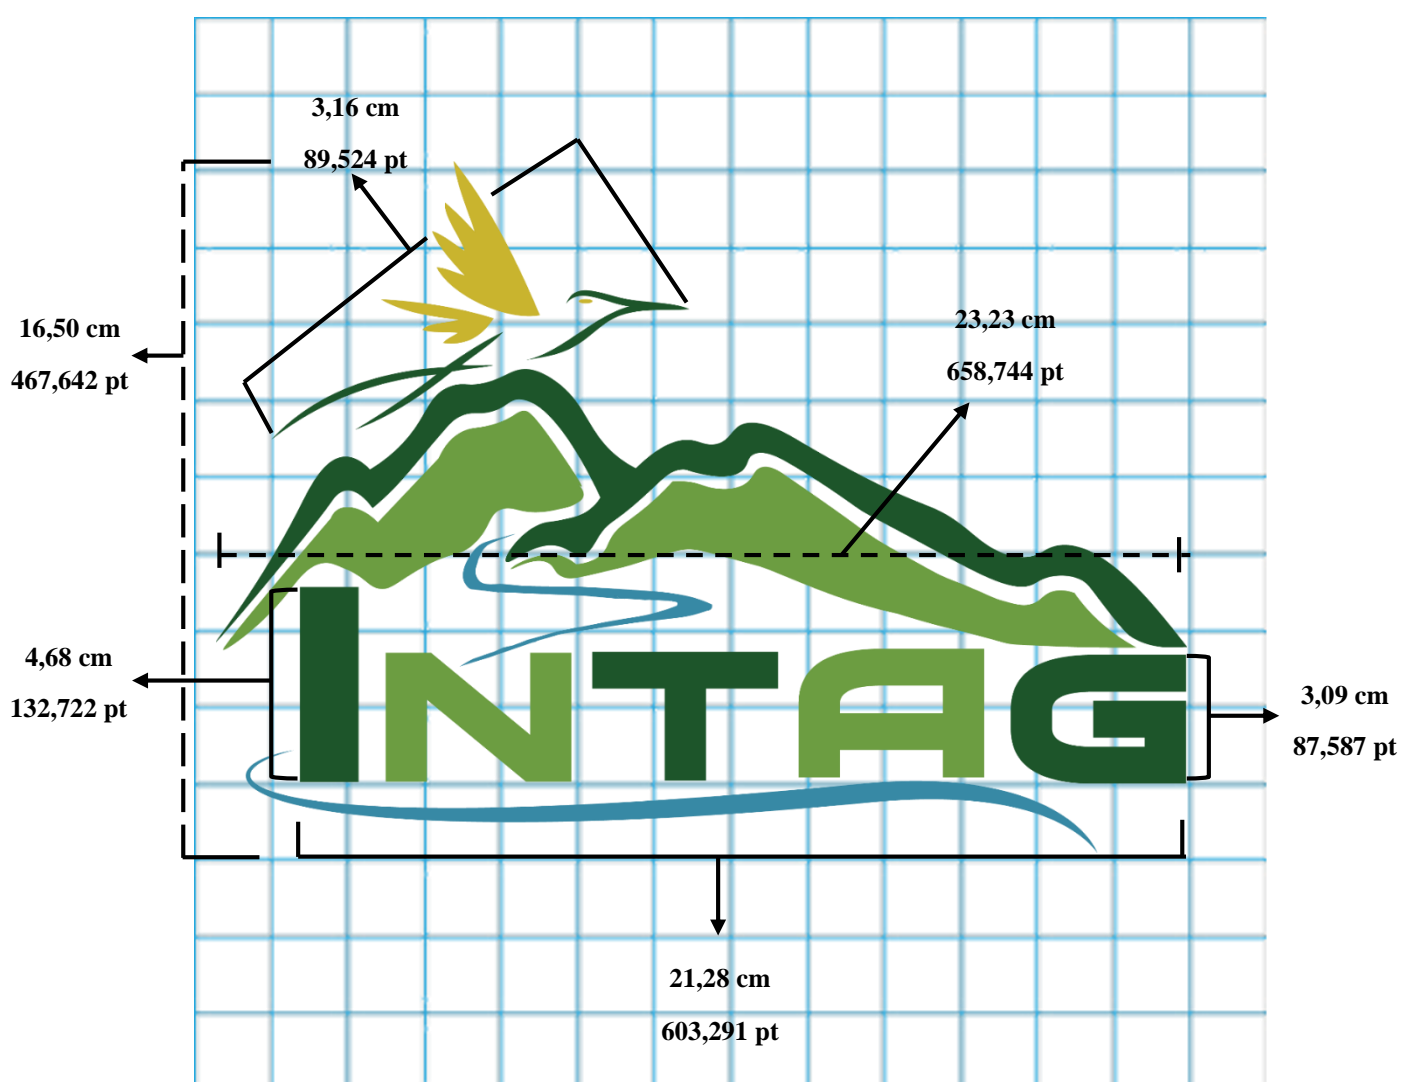 3,16 cm
89,524 pt
16,50 cm
467,642 pt
23,23 cm
658,744 pt
4,68 cm
132,722 pt
INTAG
3,09 cm
87,587 pt
21,28 cm
603,291 pt